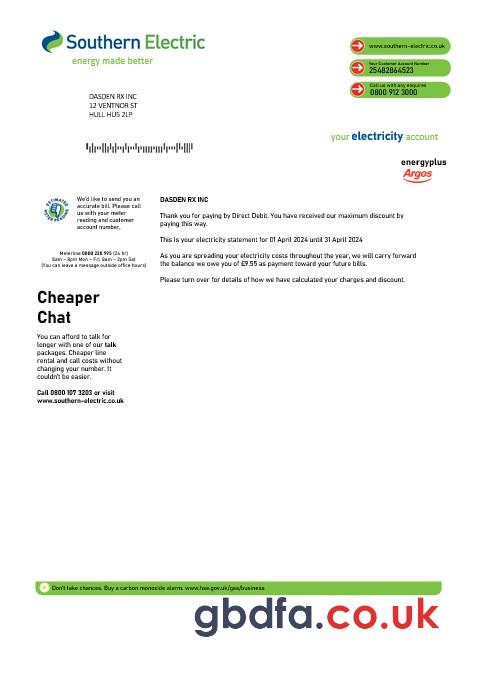 Southern Electric
energy made better
www.southern-electric.co.uk
Your Customer Account Number
25482864523
Call us with any enquires
0800 912 3000
DASDEN RX INC
12 VENTNOR ST
HULL HU5 2LP
your electricity account
energyplus
Argos
ESTIMATED
METER READING
We'd like to send you an
accurate bill. Please call
us with your meter
reading and customer
account number.
Meterline 0800 220 995 (24 hr)
8am - 8pm Mon - Fri, 8am - 2pm Sat
(You can leave a message outside office hours)
DASDEN RX INC
Thank you for paying by Direct Debit. You have received our maximum discount by
paying this way.
This is your electricity statement for 01 April 2024 until 31 April 2024
As you are spreading your electricity costs throughout the year, we will carry forward
the balance we owe you of £9.55 as payment toward your future bills.
Please turn over for details of how we have calculated your charges and discount.
Cheaper
Chat
You can afford to talk for
longer with one of our talk
packages. Cheaper line
rental and call costs without
changing your number. It
couldn't be easier.
Call 0800 107 3203 or visit
www.southern-electric.co.uk
Don't take chances. Buy a carbon monoxide alarm. www.hse.gov.uk/gas/business
gbdfa.co.uk